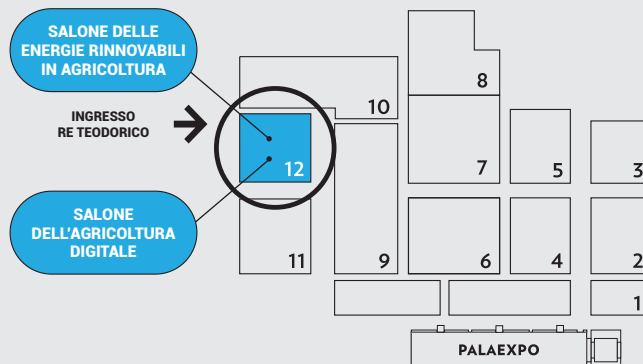 SALONE DELLE
ENERGIE RINNOVABILI
IN AGRICOLTURA
INGRESSO
RE TEODORICO
SALONE
DELL'AGRICOLTURA
DIGITALE
8
10
12
7
5
3
11
9
6
4
2
1
PALAEXPO